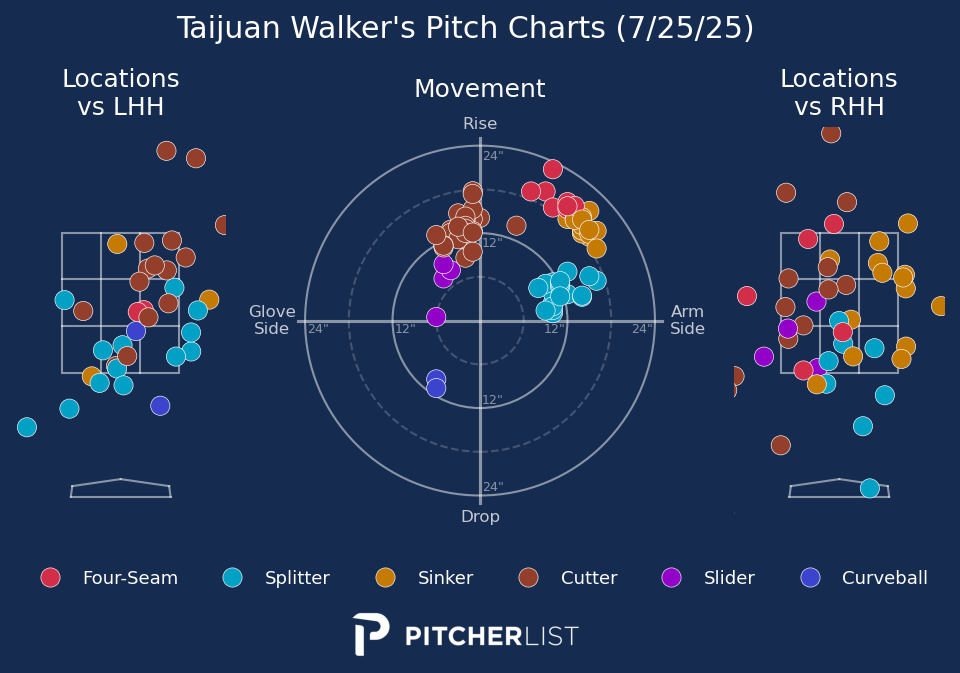 Taijuan Walker's Pitch Charts (7/25/25)
Locations
vs LHH
Movement
Locations
vs RHH
Rise
24"
12"
Glove
Side
24"
12"
12"
24"
Arm
Side
12"
24"
Drop
Four-Seam
Splitter
Sinker
Cutter
Slider
Curveball
PITCHERLIST